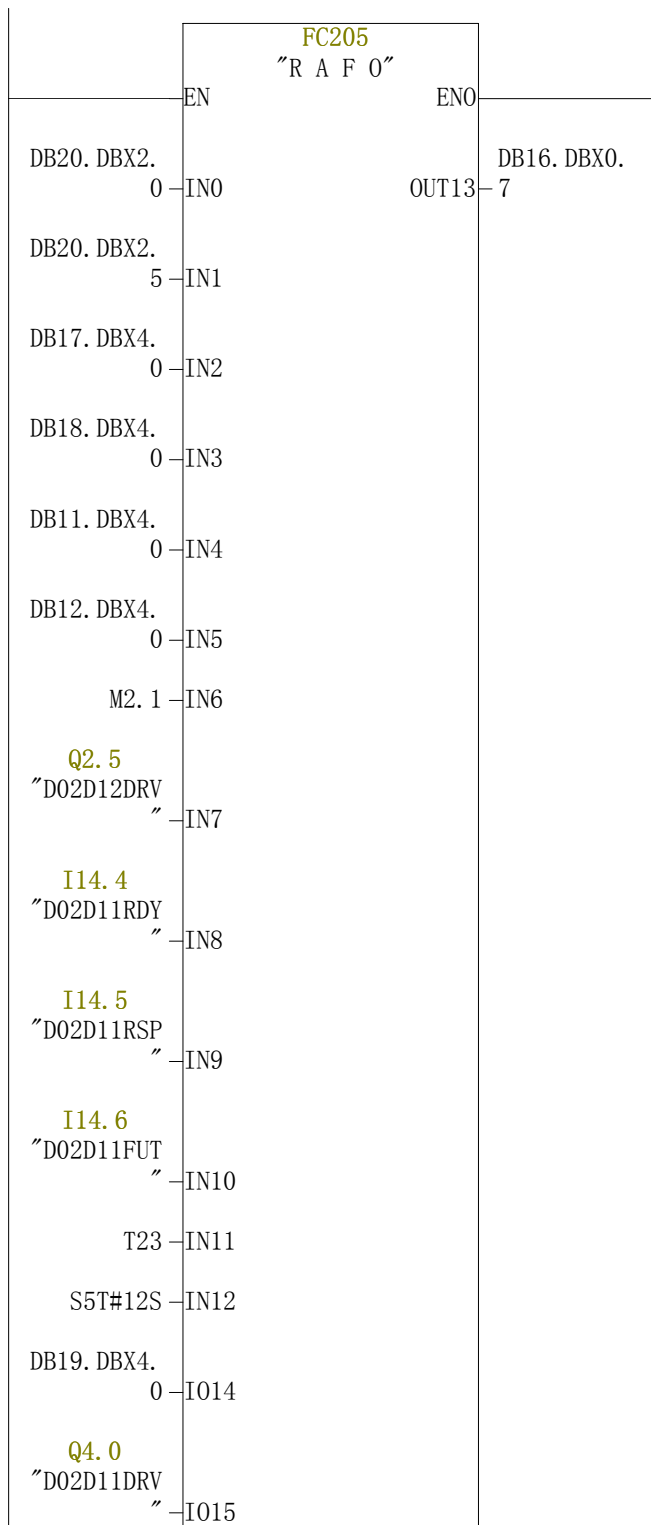 FC205
"R A F O"
EN ENO
DB20.DBX2. DB16.DBX0.
0 IN0 OUT13 7
DB20.DBX2.
5 IN1
DB17.DBX4.
0 IN2
DB18.DBX4.
0 IN3
DB11.DBX4.
0 IN4
DB12.DBX4.
0 IN5
M2.1 IN6
Q2.5
"D02D12DRV
" IN7
I14.4
"D02D11RDY
" IN8
I14.5
"D02D11RSP
" IN9
I14.6
"D02D11FUT
" IN10
T23 IN11
S5T#12S IN12
DB19.DBX4.
0 IO14
Q4.0
"D02D11DRV
" IO15